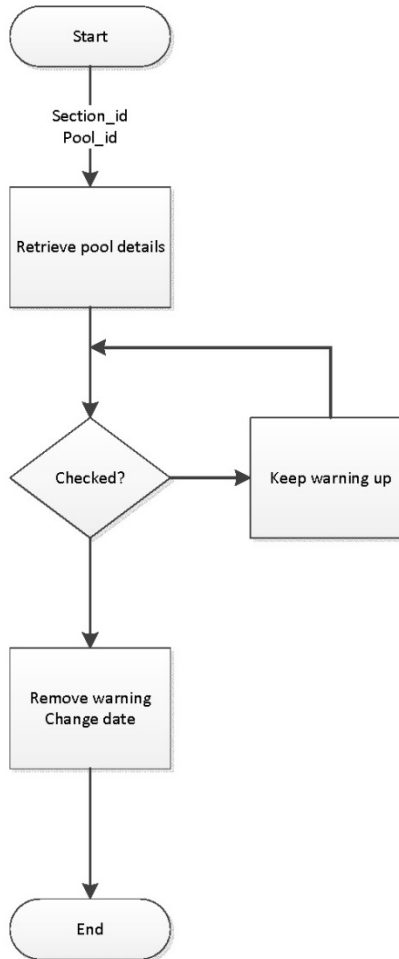 Start
Section_id
Pool_id
Retrieve pool details
Checked?
Keep warning up
Remove warning
Change date
End